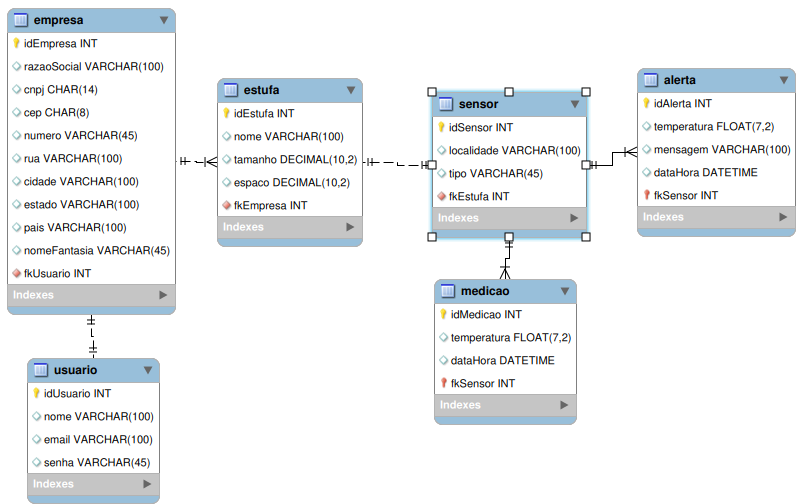 empresa
idEmpresa INT
razaoSocial VARCHAR(100)
cnpj CHAR(14)
cep CHAR(8)
numero VARCHAR(45)
rua VARCHAR(100)
cidade VARCHAR(100)
estado VARCHAR(100)
pais VARCHAR(100)
nomeFantasia VARCHAR(45)
fkUsuario INT
Indexes
usuario
idUsuario INT
nome VARCHAR(100)
email VARCHAR(100)
senha VARCHAR(45)
Indexes
estufa
idEstufa INT
nome VARCHAR(100)
tamanho DECIMAL(10,2)
espaco DECIMAL(10,2)
fkEmpresa INT
Indexes
sensor
idSensor INT
localidade VARCHAR(100)
tipo VARCHAR(45)
fkEstufa INT
Indexes
medicao
idMedicao INT
temperatura FLOAT(7,2)
dataHora DATETIME
fkSensor INT
Indexes
alerta
idAlerta INT
temperatura FLOAT(7,2)
mensagem VARCHAR(100)
dataHora DATETIME
fkSensor INT
Indexes